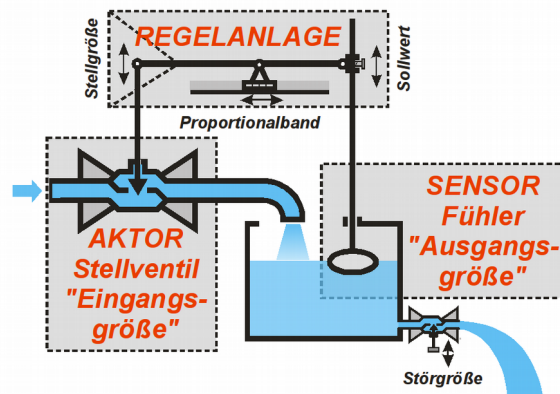 REGELANLAGE
Stellgröße
Sollwert
Proportionalband
AKTOR
Stellventil
"Eingangs-
größe"
SENSOR
Fühler
"Ausgangs-
größe"
Störgröße